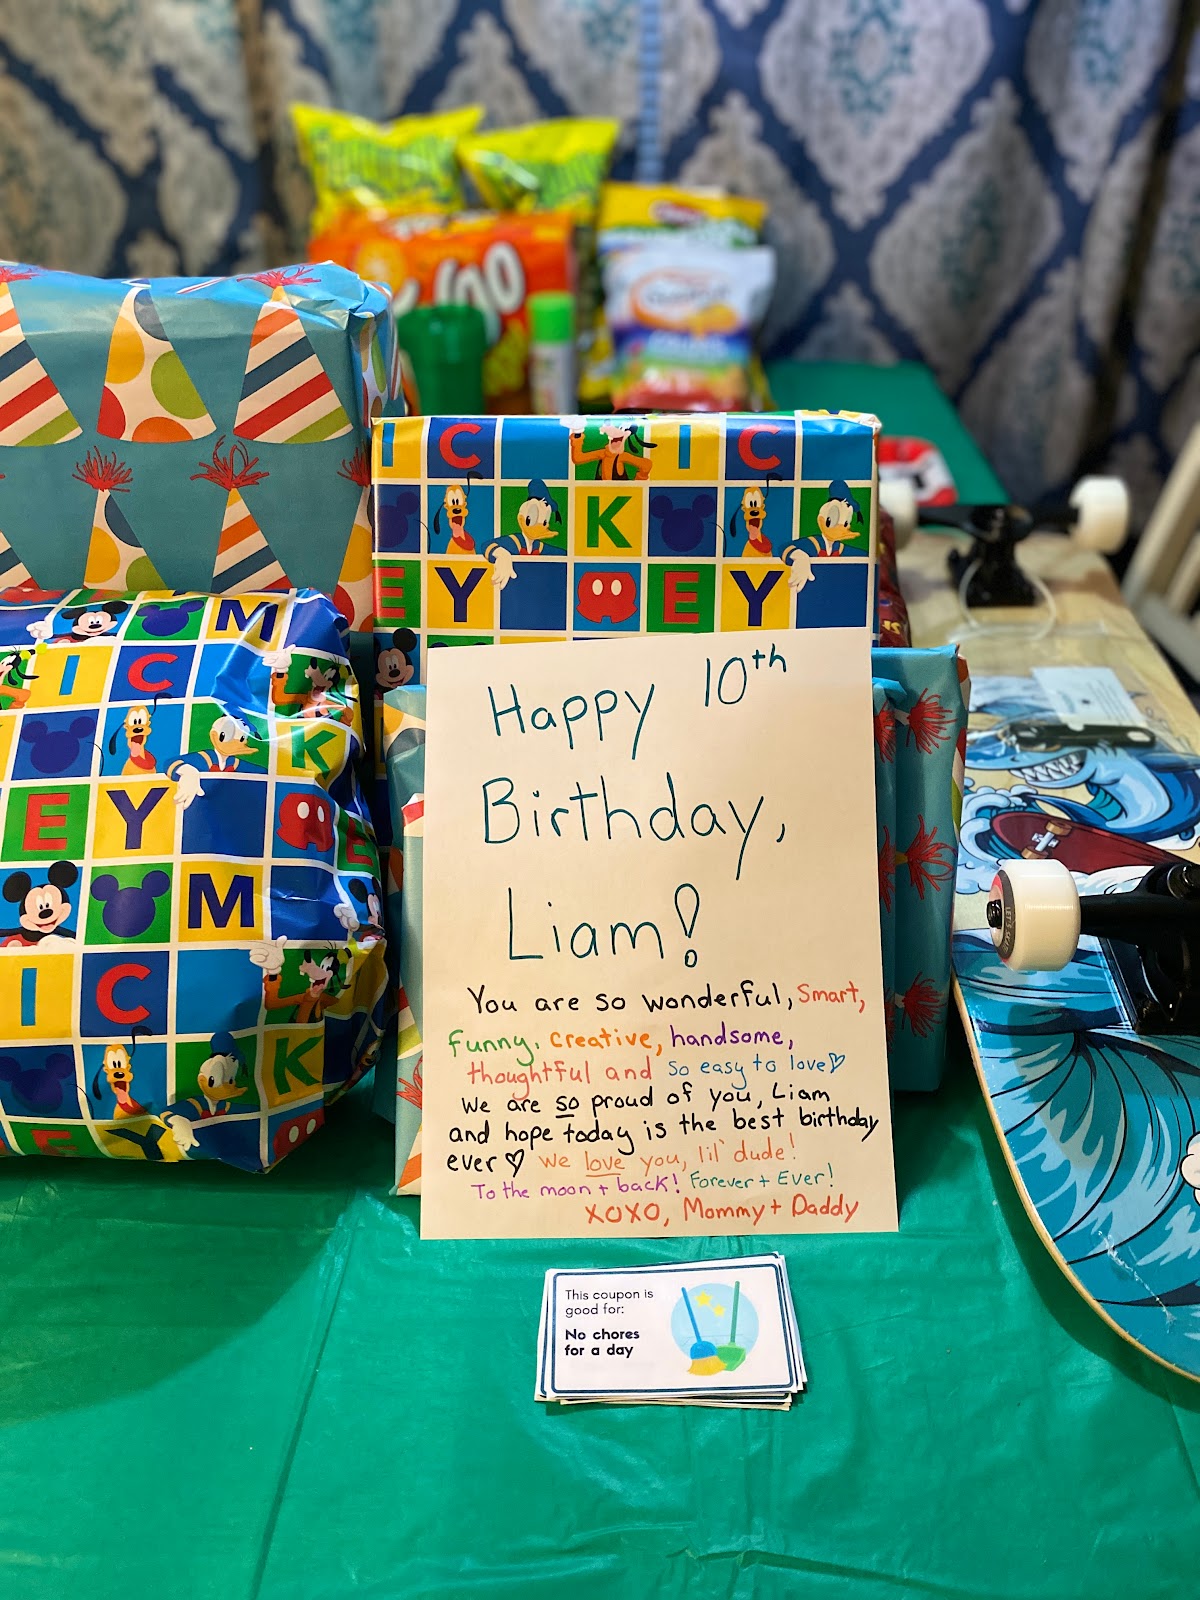 Happy 10th
Birthday,
Liam!
You are so wonderful, Smart,
funny, creative, handsome,
thoughtful and so easy to love♡
We are so proud of you, Liam
and hope today is the best birthday
ever ♡ We love you, lil' dude!
To the moon + back! Forever + Ever!
XOXO, Mommy + Daddy
This coupon is
good for:
No chores
for a day
I C I C
K
E Y E Y
M
I C
K
E Y E
M
I C
K
E Y